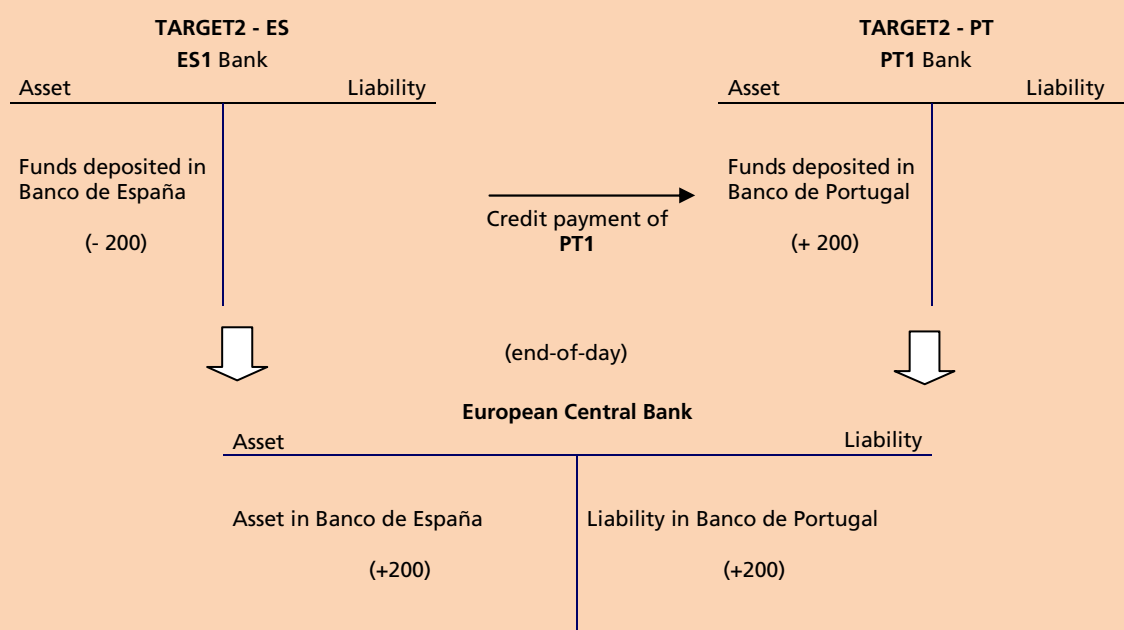 TARGET2 - ES
ES1 Bank
Asset
Liability
Funds deposited in
Banco de España
(- 200)
Credit payment of
PT1
TARGET2 - PT
PT1 Bank
Asset
Liability
Funds deposited in
Banco de Portugal
(+ 200)
(end-of-day)
European Central Bank
Asset
Liability
Asset in Banco de España
(+200)
Liability in Banco de Portugal
(+200)